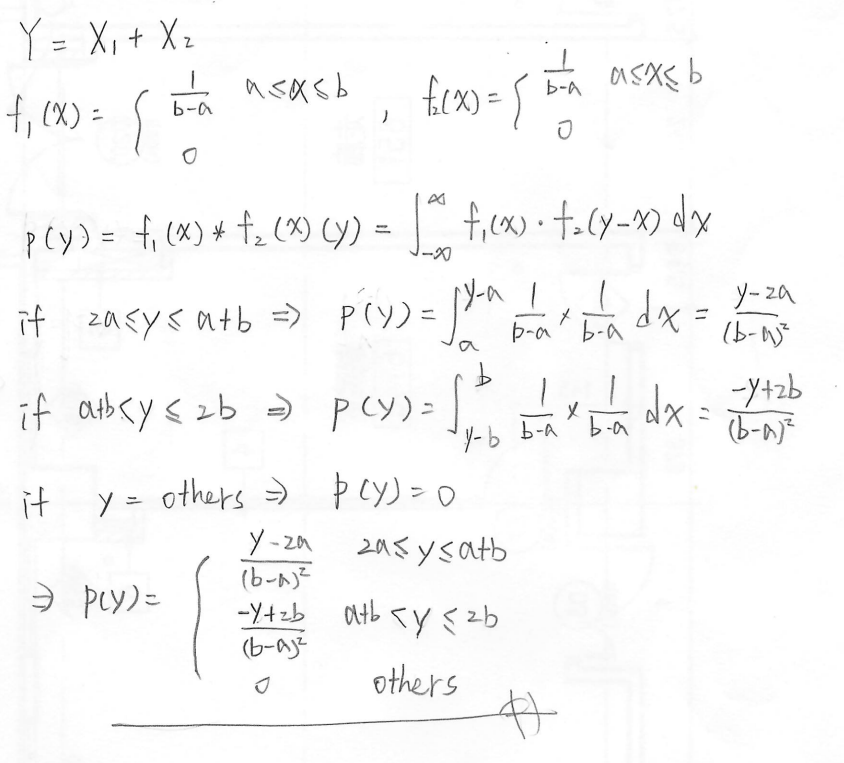 Y = X₁ + X₂
f₁(x) = { 1/(b-a) a≤x≤b , f₂(x) = { 1/(b-a) a≤x≤b
0 0
p(y) = f₁(x) * f₂(x) (y) = ∫_{-∞}^{∞} f₁(x) · f₂(y-x) dx
if 2a≤y≤a+b ⇒ p(y) = ∫_{a}^{y-a} 1/(b-a) × 1/(b-a) dx = (y-2a)/(b-a)²
if a+b<y≤2b ⇒ p(y) = ∫_{y-b}^{b} 1/(b-a) × 1/(b-a) dx = (-y+2b)/(b-a)²
if y = others ⇒ p(y) = 0
⇒ p(y) = { (y-2a)/(b-a)² 2a≤y≤a+b
(-y+2b)/(b-a)² a+b<y≤2b
0 others